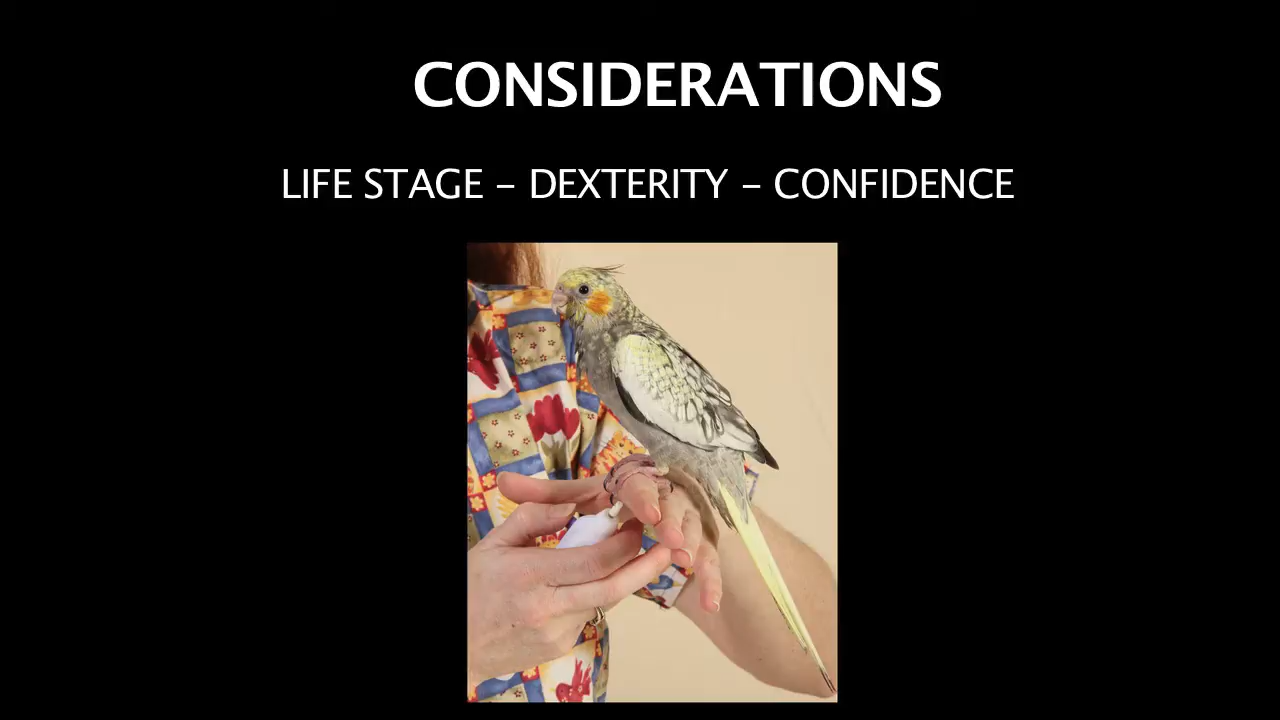 CONSIDERATIONS
LIFE STAGE – DEXTERITY – CONFIDENCE